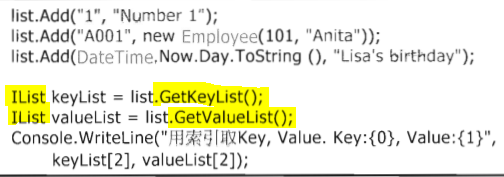 list.Add("1", "Number 1");
list.Add("A001", new Employee(101, "Anita"));
list.Add(DateTime.Now.Day.ToString (), "Lisa's birthday");
IList keyList = list.GetKeyList();
IList valueList = list.GetValueList();
Console.WriteLine("用索引取Key, Value. Key:{0}, Value:{1}",
keyList[2], valueList[2]);